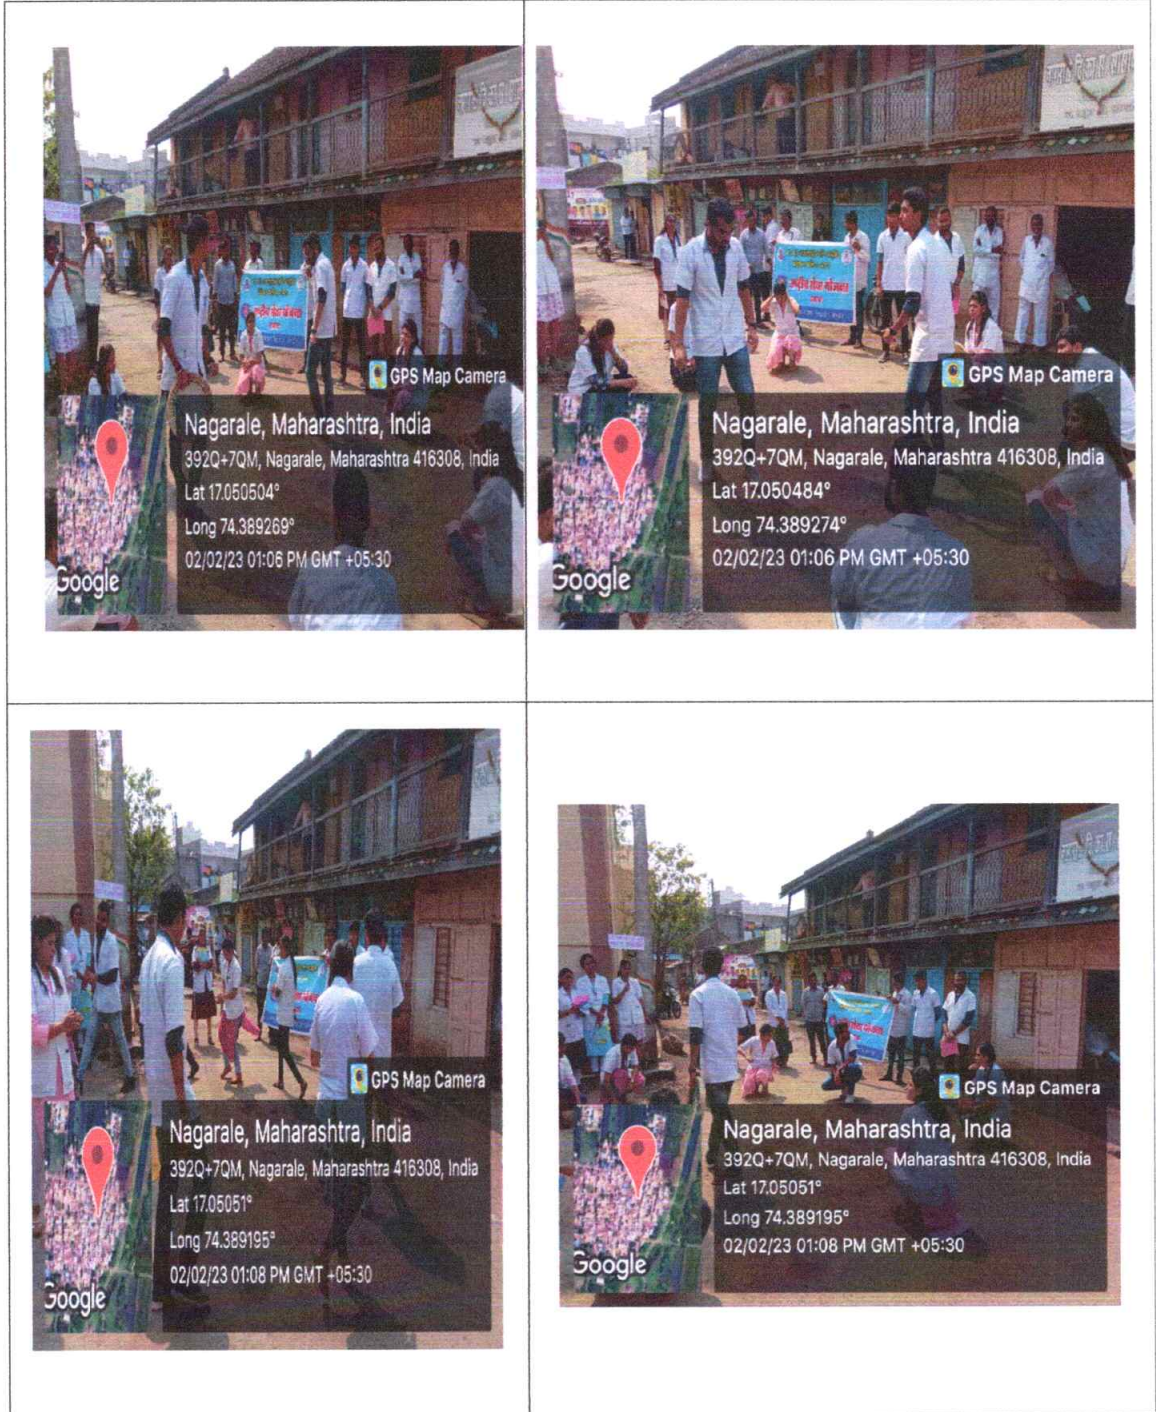 GPS Map Camera
Nagarale, Maharashtra, India
392Q+7QM, Nagarale, Maharashtra 416308, India
Lat 17.050504°
Long 74.389269°
02/02/23 01:06 PM GMT +05:30
Google
राष्ट्रीय सेवा योजना
GPS Map Camera
Nagarale, Maharashtra, India
392Q+7QM, Nagarale, Maharashtra 416308, India
Lat 17.050484°
Long 74.389274°
02/02/23 01:06 PM GMT +05:30
Google
GPS Map Camera
Nagarale, Maharashtra, India
392Q+7QM, Nagarale, Maharashtra 416308, India
Lat 17.05051°
Long 74.389195°
02/02/23 01:08 PM GMT +05:30
Google
GPS Map Camera
Nagarale, Maharashtra, India
392Q+7QM, Nagarale, Maharashtra 416308, India
Lat 17.05051°
Long 74.389195°
02/02/23 01:08 PM GMT +05:30
Google